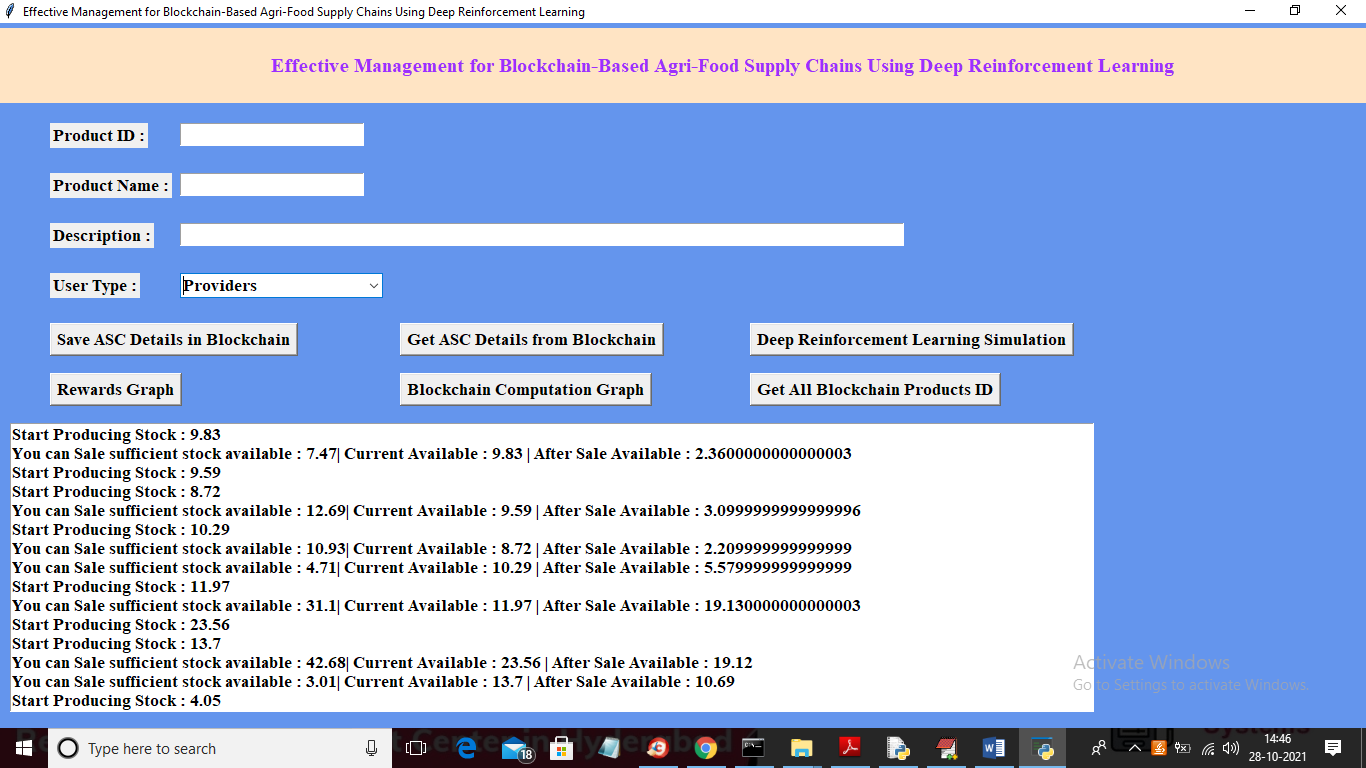 Effective Management for Blockchain-Based Agri-Food Supply Chains Using Deep Reinforcement Learning
Effective Management for Blockchain-Based Agri-Food Supply Chains Using Deep Reinforcement Learning
Product ID :
Product Name :
Description :
User Type : Providers
Save ASC Details in Blockchain Get ASC Details from Blockchain Deep Reinforcement Learning Simulation
Rewards Graph Blockchain Computation Graph Get All Blockchain Products ID
Start Producing Stock : 9.83
You can Sale sufficient stock available : 7.47| Current Available : 9.83 | After Sale Available : 2.3600000000000003
Start Producing Stock : 9.59
Start Producing Stock : 8.72
You can Sale sufficient stock available : 12.69| Current Available : 9.59 | After Sale Available : 3.0999999999999996
Start Producing Stock : 10.29
You can Sale sufficient stock available : 10.93| Current Available : 8.72 | After Sale Available : 2.209999999999999
You can Sale sufficient stock available : 4.71| Current Available : 10.29 | After Sale Available : 5.579999999999999
Start Producing Stock : 11.97
You can Sale sufficient stock available : 31.1| Current Available : 11.97 | After Sale Available : 19.130000000000003
Start Producing Stock : 23.56
Start Producing Stock : 13.7
You can Sale sufficient stock available : 42.68| Current Available : 23.56 | After Sale Available : 19.12
You can Sale sufficient stock available : 3.01| Current Available : 13.7 | After Sale Available : 10.69
Start Producing Stock : 4.05
Activate Windows
Go to Settings to activate Windows.
Type here to search
18
14:46
28-10-2021